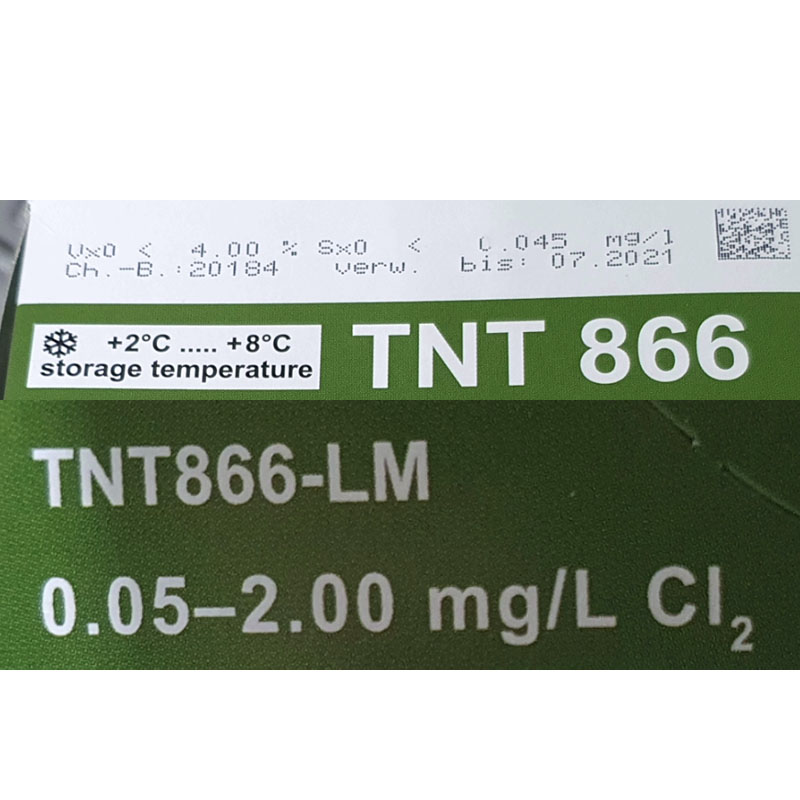 Vx0 < 4.00 % Sx0 < 0.045 mg/l
Ch.-B.:20184 verw. bis: 07.2021
+2°C ..... +8°C
storage temperature
TNT 866
TNT866-LM
0.05–2.00 mg/L Cl₂